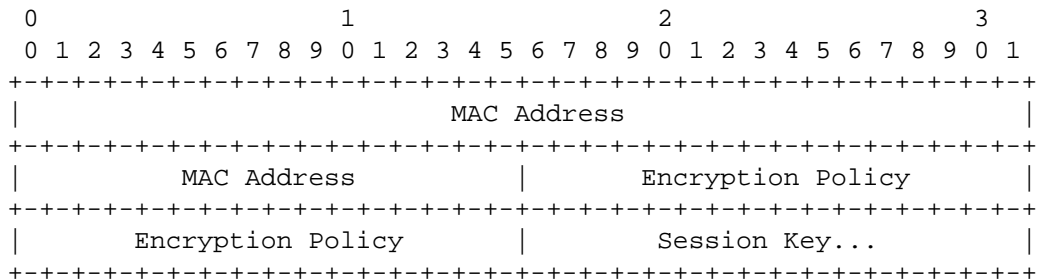 0                   1                   2                   3
 0 1 2 3 4 5 6 7 8 9 0 1 2 3 4 5 6 7 8 9 0 1 2 3 4 5 6 7 8 9 0 1
+-+-+-+-+-+-+-+-+-+-+-+-+-+-+-+-+-+-+-+-+-+-+-+-+-+-+-+-+-+-+-+-+
|                          MAC Address                          |
+-+-+-+-+-+-+-+-+-+-+-+-+-+-+-+-+-+-+-+-+-+-+-+-+-+-+-+-+-+-+-+-+
|          MAC Address          |       Encryption Policy       |
+-+-+-+-+-+-+-+-+-+-+-+-+-+-+-+-+-+-+-+-+-+-+-+-+-+-+-+-+-+-+-+-+
|       Encryption Policy       |        Session Key...         |
+-+-+-+-+-+-+-+-+-+-+-+-+-+-+-+-+-+-+-+-+-+-+-+-+-+-+-+-+-+-+-+-+